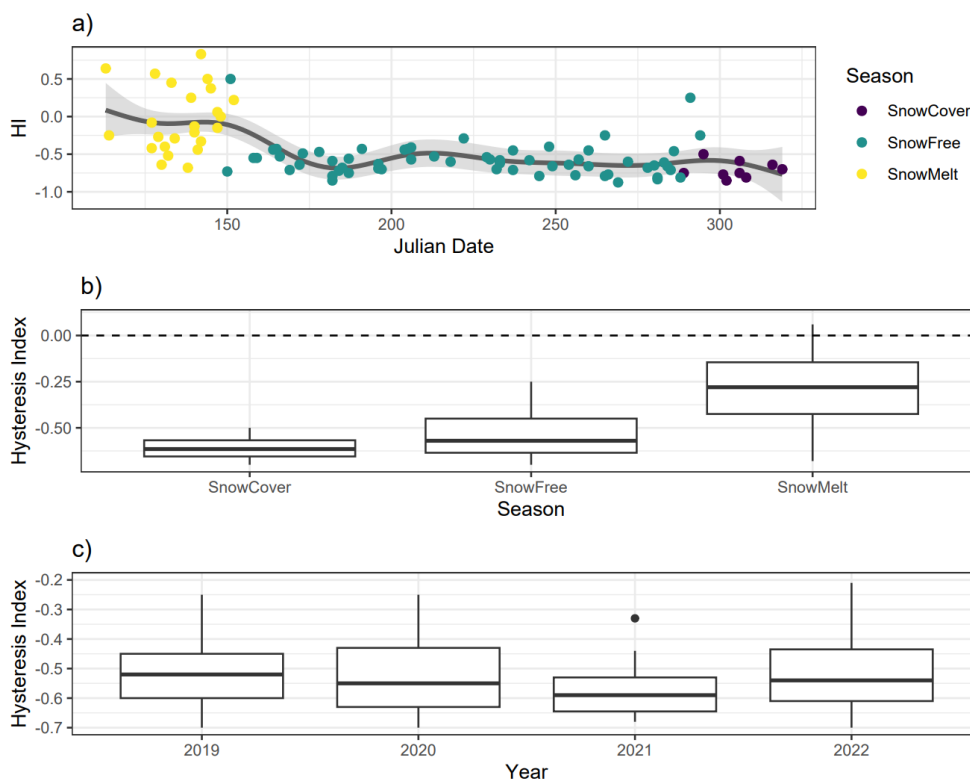 a)
HI
0.5
0.0
-0.5
-1.0
150
200
250
300
Julian Date
Season
SnowCover
SnowFree
SnowMelt
b)
Hysteresis Index
0.00
-0.25
-0.50
SnowCover
SnowFree
SnowMelt
Season
c)
Hysteresis Index
-0.2
-0.3
-0.4
-0.5
-0.6
-0.7
2019
2020
2021
2022
Year